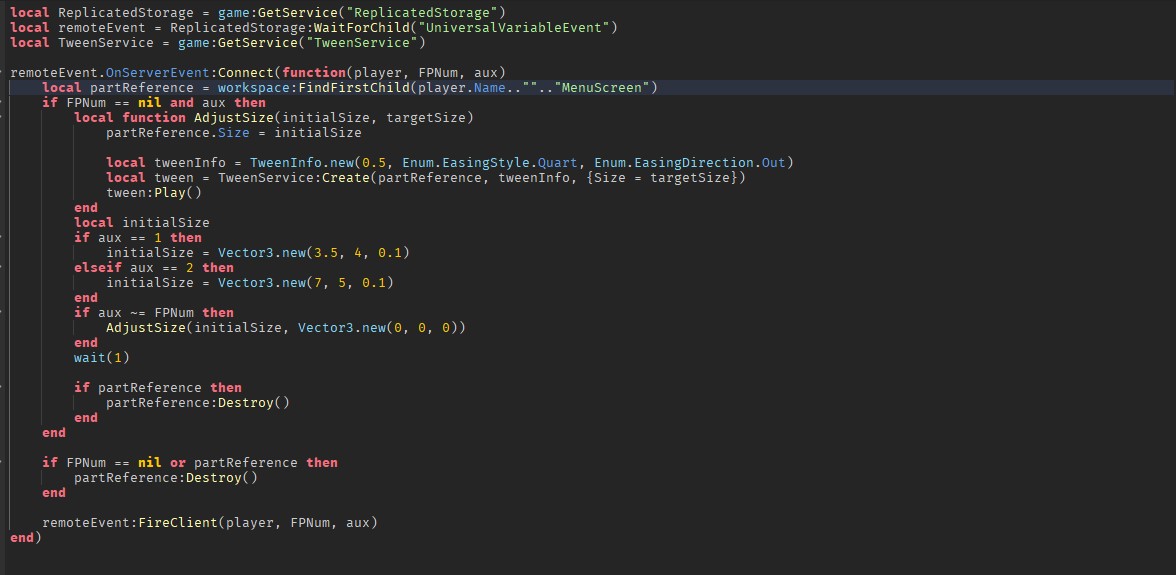 local ReplicatedStorage = game:GetService("ReplicatedStorage")
local remoteEvent = ReplicatedStorage:WaitForChild("UniversalVariableEvent")
local TweenService = game:GetService("TweenService")

remoteEvent.OnServerEvent:Connect(function(player, FPNum, aux)
    local partReference = workspace:FindFirstChild(player.Name..""..​"MenuScreen")
    if FPNum == nil and aux then
        local function AdjustSize(initialSize, targetSize)
            partReference.Size = initialSize

            local tweenInfo = TweenInfo.new(0.5, Enum.EasingStyle.Quart, Enum.EasingDirection.Out)
            local tween = TweenService:Create(partReference, tweenInfo, {Size = targetSize})
            tween:Play()
        end
        local initialSize
        if aux == 1 then
            initialSize = Vector3.new(3.5, 4, 0.1)
        elseif aux == 2 then
            initialSize = Vector3.new(7, 5, 0.1)
        end
        if aux ~= FPNum then
            AdjustSize(initialSize, Vector3.new(0, 0, 0))
        end
        wait(1)

        if partReference then
            partReference:Destroy()
        end
    end

    if FPNum == nil or partReference then
        partReference:Destroy()
    end

    remoteEvent:FireClient(player, FPNum, aux)
end)